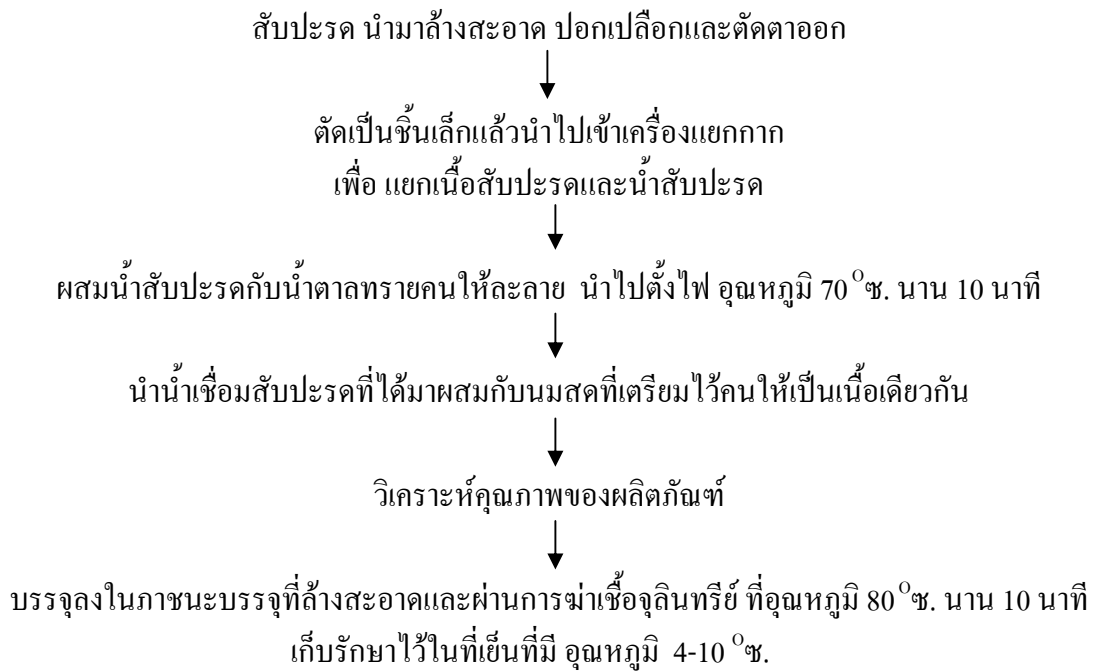 สับปะรด นำมาล้างสะอาด ปอกเปลือกและตัดตาออก
ตัดเป็นชิ้นเล็กแล้วนำไปเข้าเครื่องแยกกาก
เพื่อ แยกเนื้อสับปะรดและน้ำสับปะรด
ผสมน้ำสับปะรดกับน้ำตาลทรายคนให้ละลาย นำไปตั้งไฟ อุณหภูมิ 70 °ซ. นาน 10 นาที
นำน้ำเชื่อมสับปะรดที่ได้มาผสมกับนมสดที่เตรียมไว้คนให้เป็นเนื้อเดียวกัน
วิเคราะห์คุณภาพของผลิตภัณฑ์
บรรจุลงในภาชนะบรรจุที่ล้างสะอาดและผ่านการฆ่าเชื้อจุลินทรีย์ ที่อุณหภูมิ 80 °ซ. นาน 10 นาที
เก็บรักษาไว้ในที่เย็นที่มี อุณหภูมิ 4-10 °ซ.